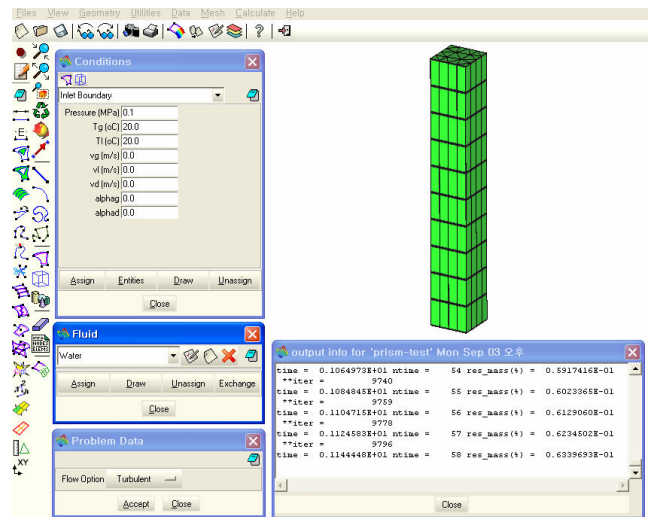 Files View Geometry Utilities Data Mesh Calculate Help
Conditions
Inlet Boundary
Pressure (MPa) 0.1
Tg (oC) 20.0
Tl (oC) 20.0
vg (m/s) 0.0
vl (m/s) 0.0
vd (m/s) 0.0
alphag 0.0
alphad 0.0
Assign Entities Draw Unassign
Close
Fluid
Water
Assign Draw Unassign Exchange
Close
Problem Data
Flow Option Turbulent
Accept Close
output info for 'prism-test' Mon Sep 03 오후
time = 0.1064973E+01 ntime = 54 res_mass(%) = 0.5917416E-01
**iter = 9740
time = 0.1084845E+01 ntime = 55 res_mass(%) = 0.6023365E-01
**iter = 9759
time = 0.1104715E+01 ntime = 56 res_mass(%) = 0.6129060E-01
**iter = 9778
time = 0.1124583E+01 ntime = 57 res_mass(%) = 0.6234502E-01
**iter = 9796
time = 0.1144448E+01 ntime = 58 res_mass(%) = 0.6339693E-01
Close